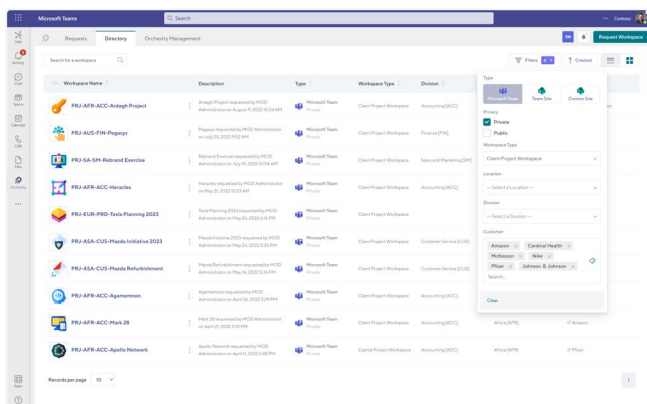 Microsoft Teams
Search
Contoso
Requests
Directory
Orchestry Management
EN
Request Workspace
Search for a workspace
Filters
Created
Workspace Name
Description
Type
Workspace Type
Division
PRJ-AFR-ACC-Ardagh Project
Ardagh Project requested by MOD Administrator on August 9, 2022 10:24 AM
Microsoft Team
Private
Client Project Workspace
Accounting [ACC]
PRJ-AUS-FIN-Pegasys
Pegasys requested by MOD Administrator on July 20, 2022 9:52 AM
Microsoft Team
Private
Client Project Workspace
Finance [FIN]
PRJ-SA-SM-Rebrand Exercise
Rebrand Exercise requested by MOD Administrator on July 19, 2022 10:56 AM
Microsoft Team
Private
Client Project Workspace
Sales and Marketing [SM]
PRJ-AFR-ACC-Heracles
Heracles requested by MOD Administrator on May 31, 2022 10:03 AM
Microsoft Team
Private
Client Project Workspace
Accounting [ACC]
PRJ-EUR-PRD-Tesla Planning 2023
Tesla Planning 2023 requested by MOD Administrator on May 26, 2022 6:16 PM
Microsoft Team
Private
Client Project Workspace
PRJ-ASA-CUS-Mazda Initiative 2023
Mazda Initiative 2023 requested by MOD Administrator on May 26, 2022 5:25 PM
Microsoft Team
Private
Client Project Workspace
Customer Service [CUS]
PRJ-ASA-CUS-Mazda Refurbishment
Mazda Refurbishment requested by MOD Administrator on May 16, 2022 5:36 PM
Microsoft Team
Private
Client Project Workspace
Customer Service [CUS]
PRJ-AFR-ACC-Agamemnon
Agamemnon requested by MOD Administrator on April 26, 2022 3:29 PM
Microsoft Team
Private
Client Project Workspace
Accounting [ACC]
PRJ-AFR-ACC-Mark 28
Mark 28 requested by MOD Administrator on April 21, 2022 3:51 PM
Microsoft Team
Private
Client Project Workspace
Accounting [ACC]
Africa [AFR]
Amazon
PRJ-AFR-ACC-Apollo Network
Apollo Network requested by MOD Administrator on April 11, 2022 2:45 PM
Microsoft Team
Private
Capital Project Workspace
Accounting [ACC]
Africa [AFR]
Pfizer
Records per page
10
1
Type
Microsoft Team
Team Site
Comms Site
Privacy
Private
Public
Workspace Type
Client Project Workspace
Location
-- Select a Location --
Division
-- Select a Division --
Customer
Amazon
Cardinal Health
McKesson
Nike
Pfizer
Johnson & Johnson
Search...
Clear
Hub
Activity
Chat
Teams
Calendar
Calls
Files
Orchestry
Apps